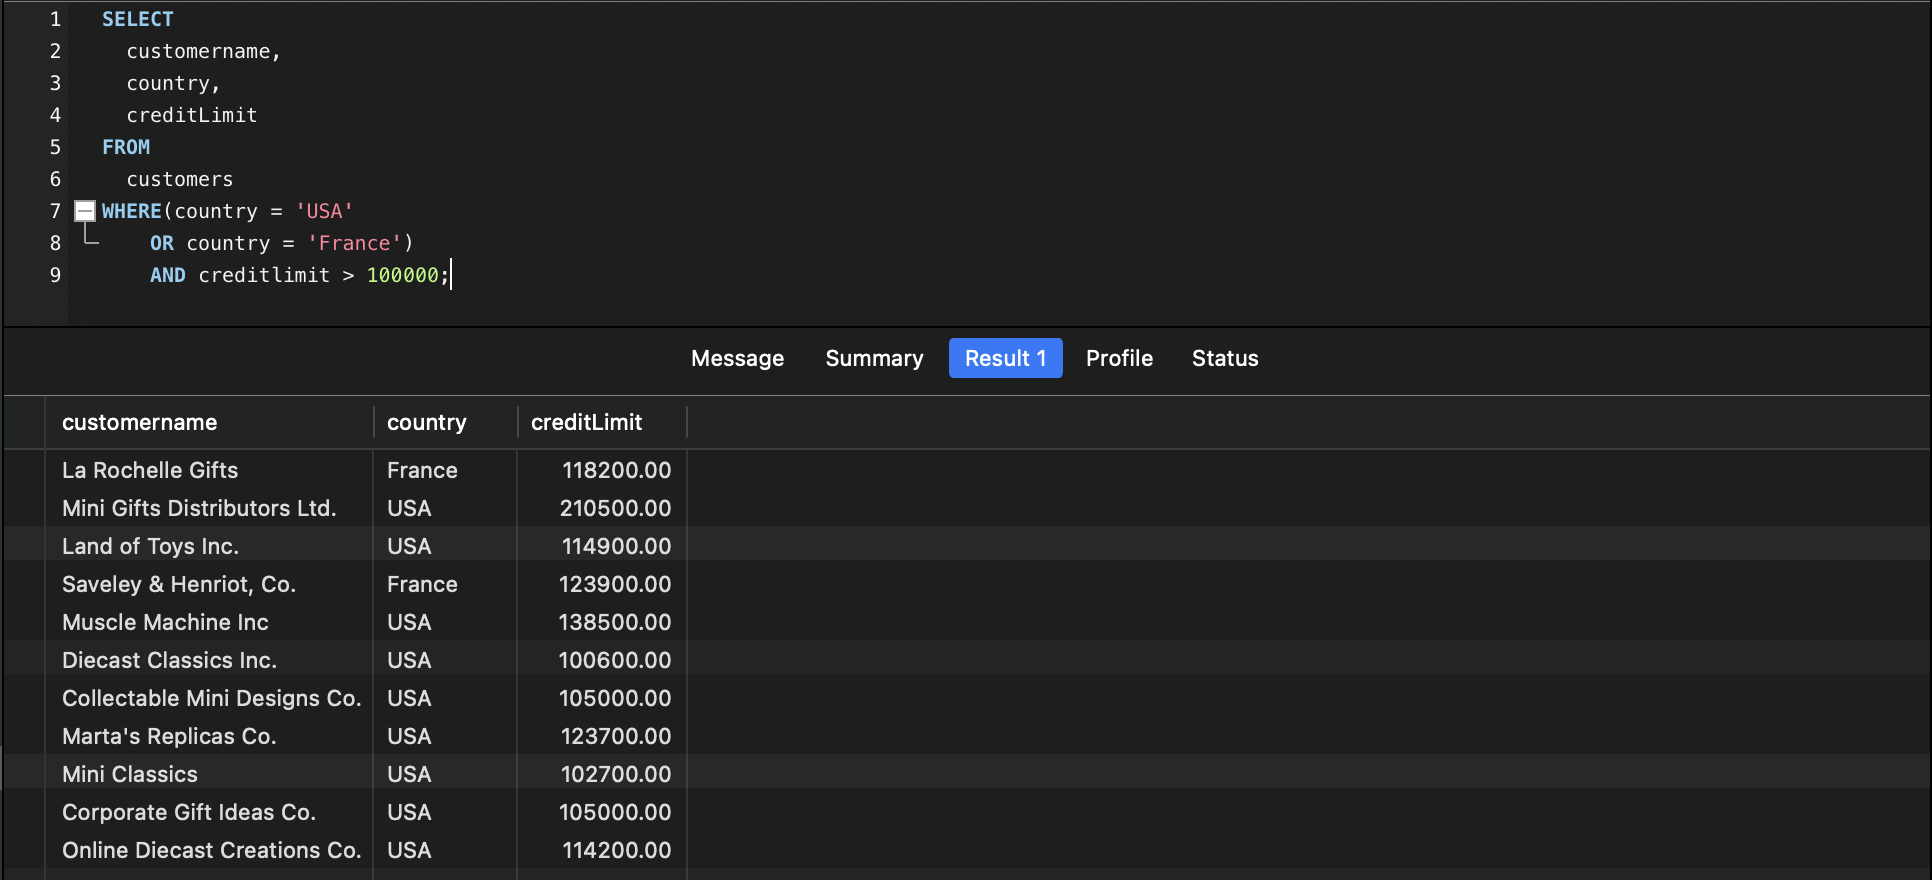 1 SELECT
2 customername,
3 country,
4 creditLimit
5 FROM
6 customers
7 WHERE(country = 'USA'
8 OR country = 'France')
9 AND creditlimit > 100000;
Message Summary Result 1 Profile Status
customername country creditLimit
La Rochelle Gifts France 118200.00
Mini Gifts Distributors Ltd. USA 210500.00
Land of Toys Inc. USA 114900.00
Saveley & Henriot, Co. France 123900.00
Muscle Machine Inc USA 138500.00
Diecast Classics Inc. USA 100600.00
Collectable Mini Designs Co. USA 105000.00
Marta's Replicas Co. USA 123700.00
Mini Classics USA 102700.00
Corporate Gift Ideas Co. USA 105000.00
Online Diecast Creations Co. USA 114200.00